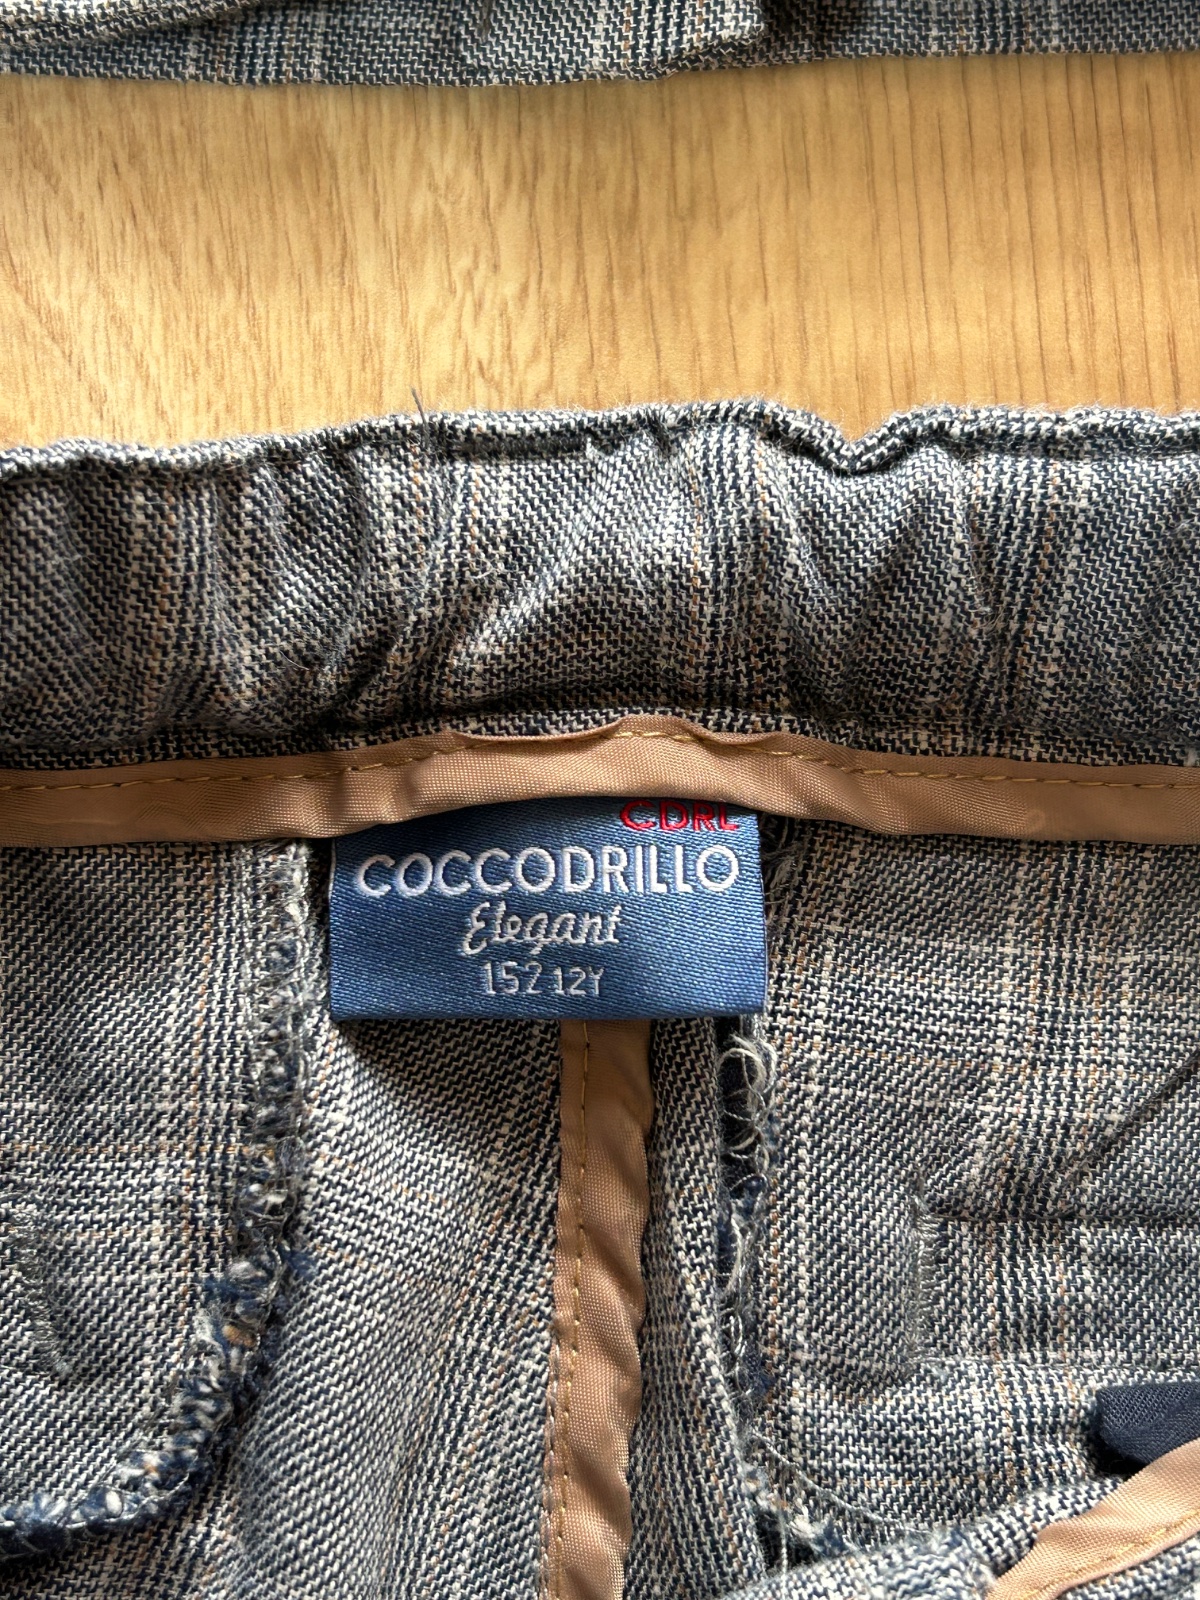 CDRL
COCCODRILLO
Elegant
152 12Y